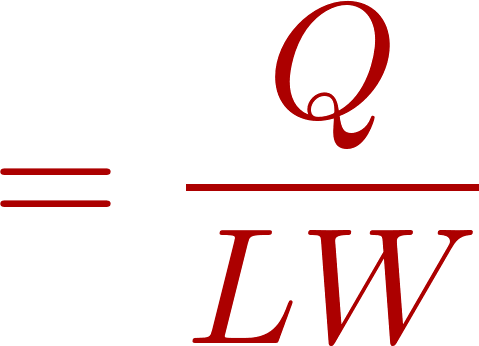 = Q
LW